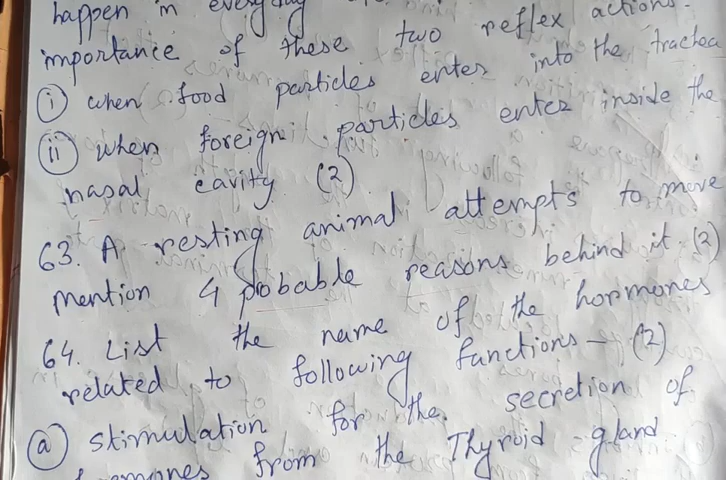 happen in everyday
importance of these two reflex actions.
(i) when food particles enter into the trachea
(ii) when foreign particles enter inside the
nasal cavity (2)
63. A resting animal attempts to move
mention 4 probable reasons behind it. (2)
64. List the name of the hormones
related to following functions – (2)
(a) stimulation for the secretion of
from the Thyroid gland